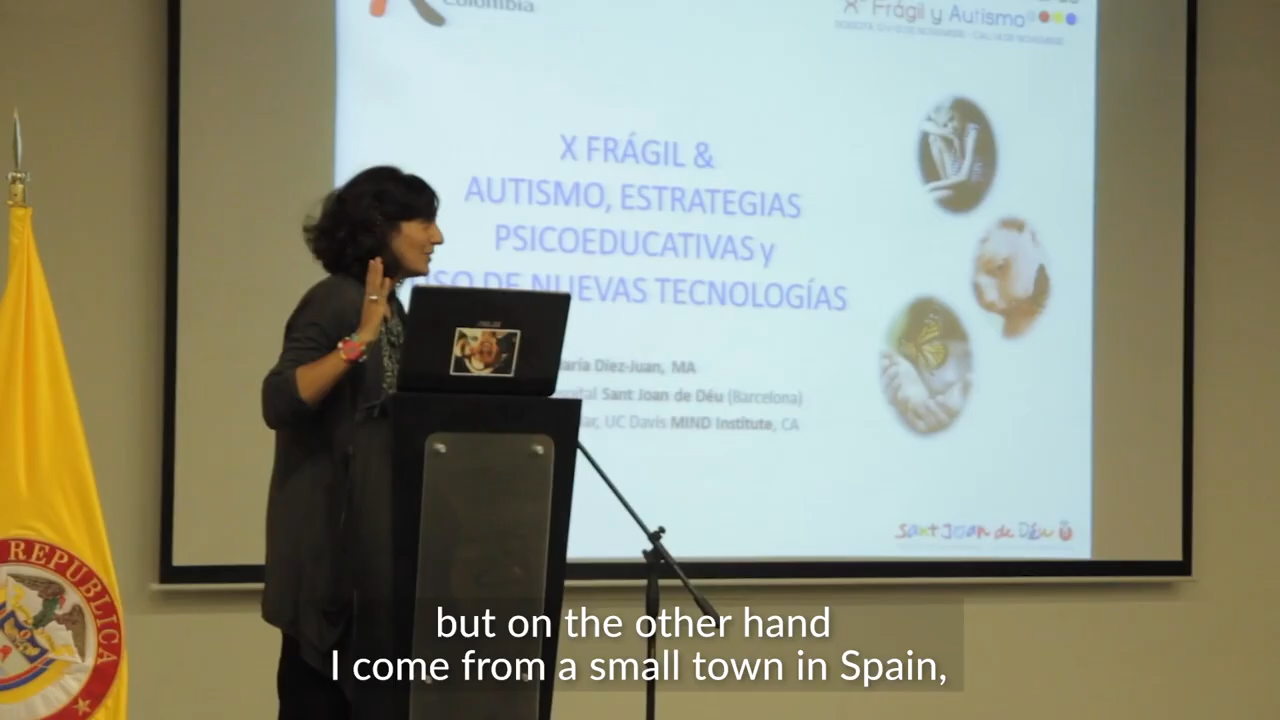 Colombia
X Frágil y Autismo
X FRÁGIL &
AUTISMO, ESTRATEGIAS
PSICOEDUCATIVAS y
USO DE NUEVAS TECNOLOGÍAS
Díez-Juan, MA
Sant Joan de Déu (Barcelona)
UC Davis MIND Institute, CA
Sant Joan de Déu
REPUBLICA
but on the other hand
I come from a small town in Spain,